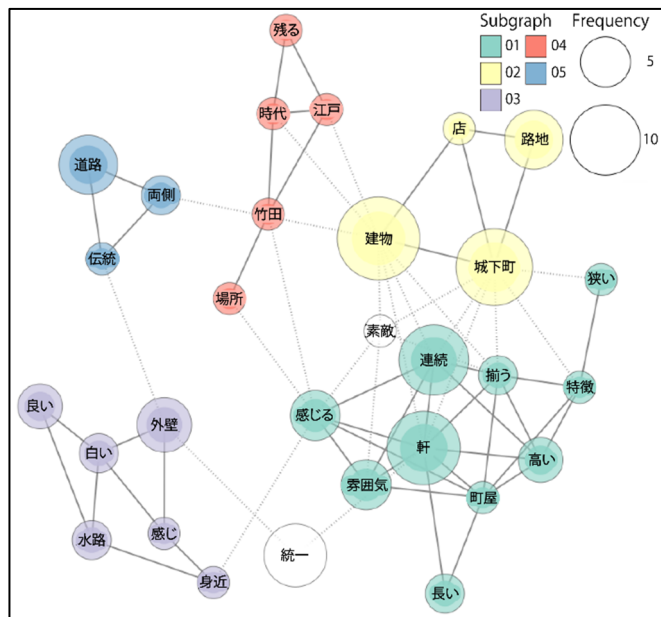 Subgraph
01
04
02
05
03
Frequency
5
10
残る
時代
江戸
店
路地
道路
両側
竹田
建物
城下町
伝統
場所
狭い
素敵
連続
揃う
特徴
良い
外壁
感じる
白い
軒
高い
雰囲気
町屋
水路
感じ
統一
身近
長い